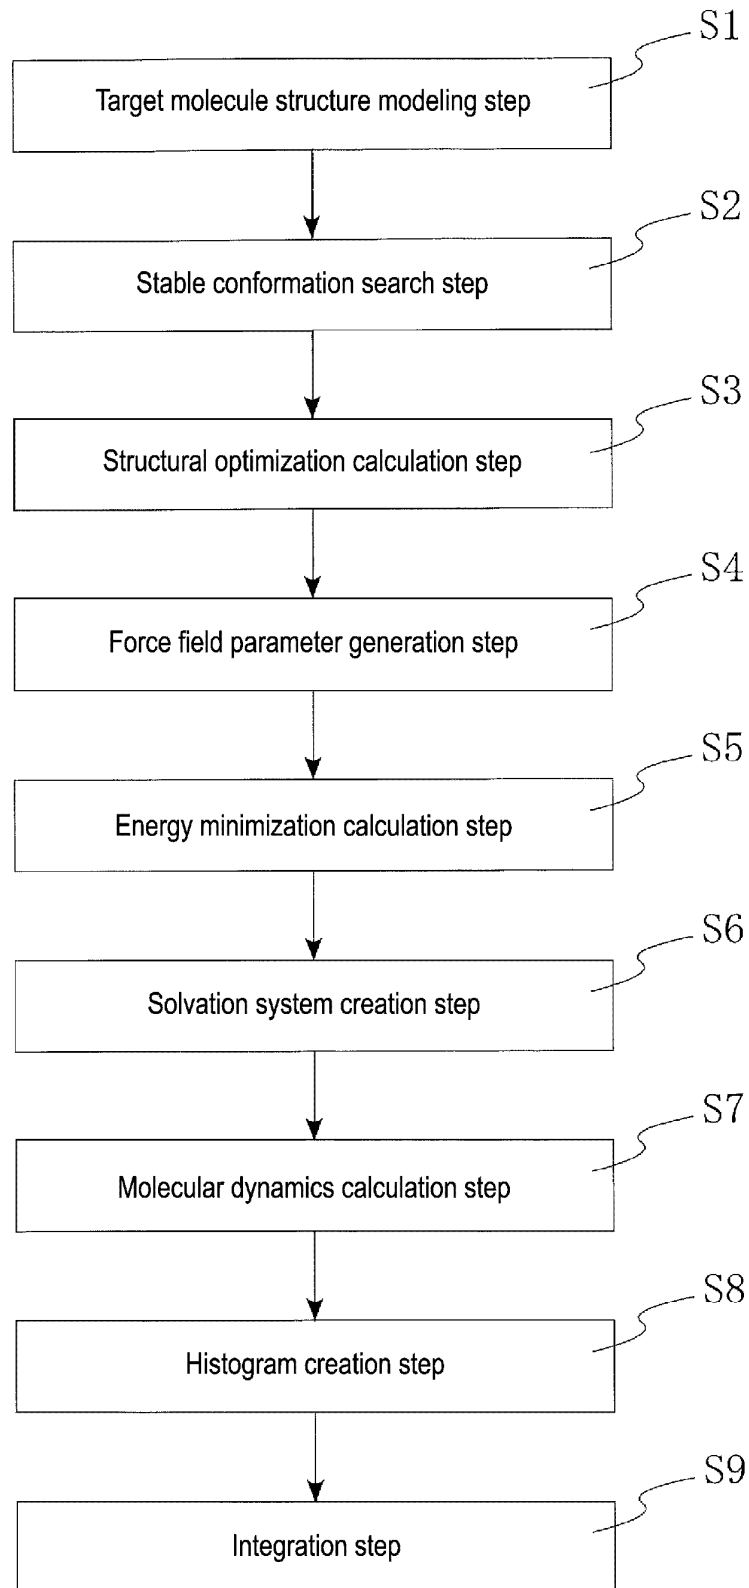 S1
Target molecule structure modeling step
S2
Stable conformation search step
S3
Structural optimization calculation step
S4
Force field parameter generation step
S5
Energy minimization calculation step
S6
Solvation system creation step
S7
Molecular dynamics calculation step
S8
Histogram creation step
S9
Integration step